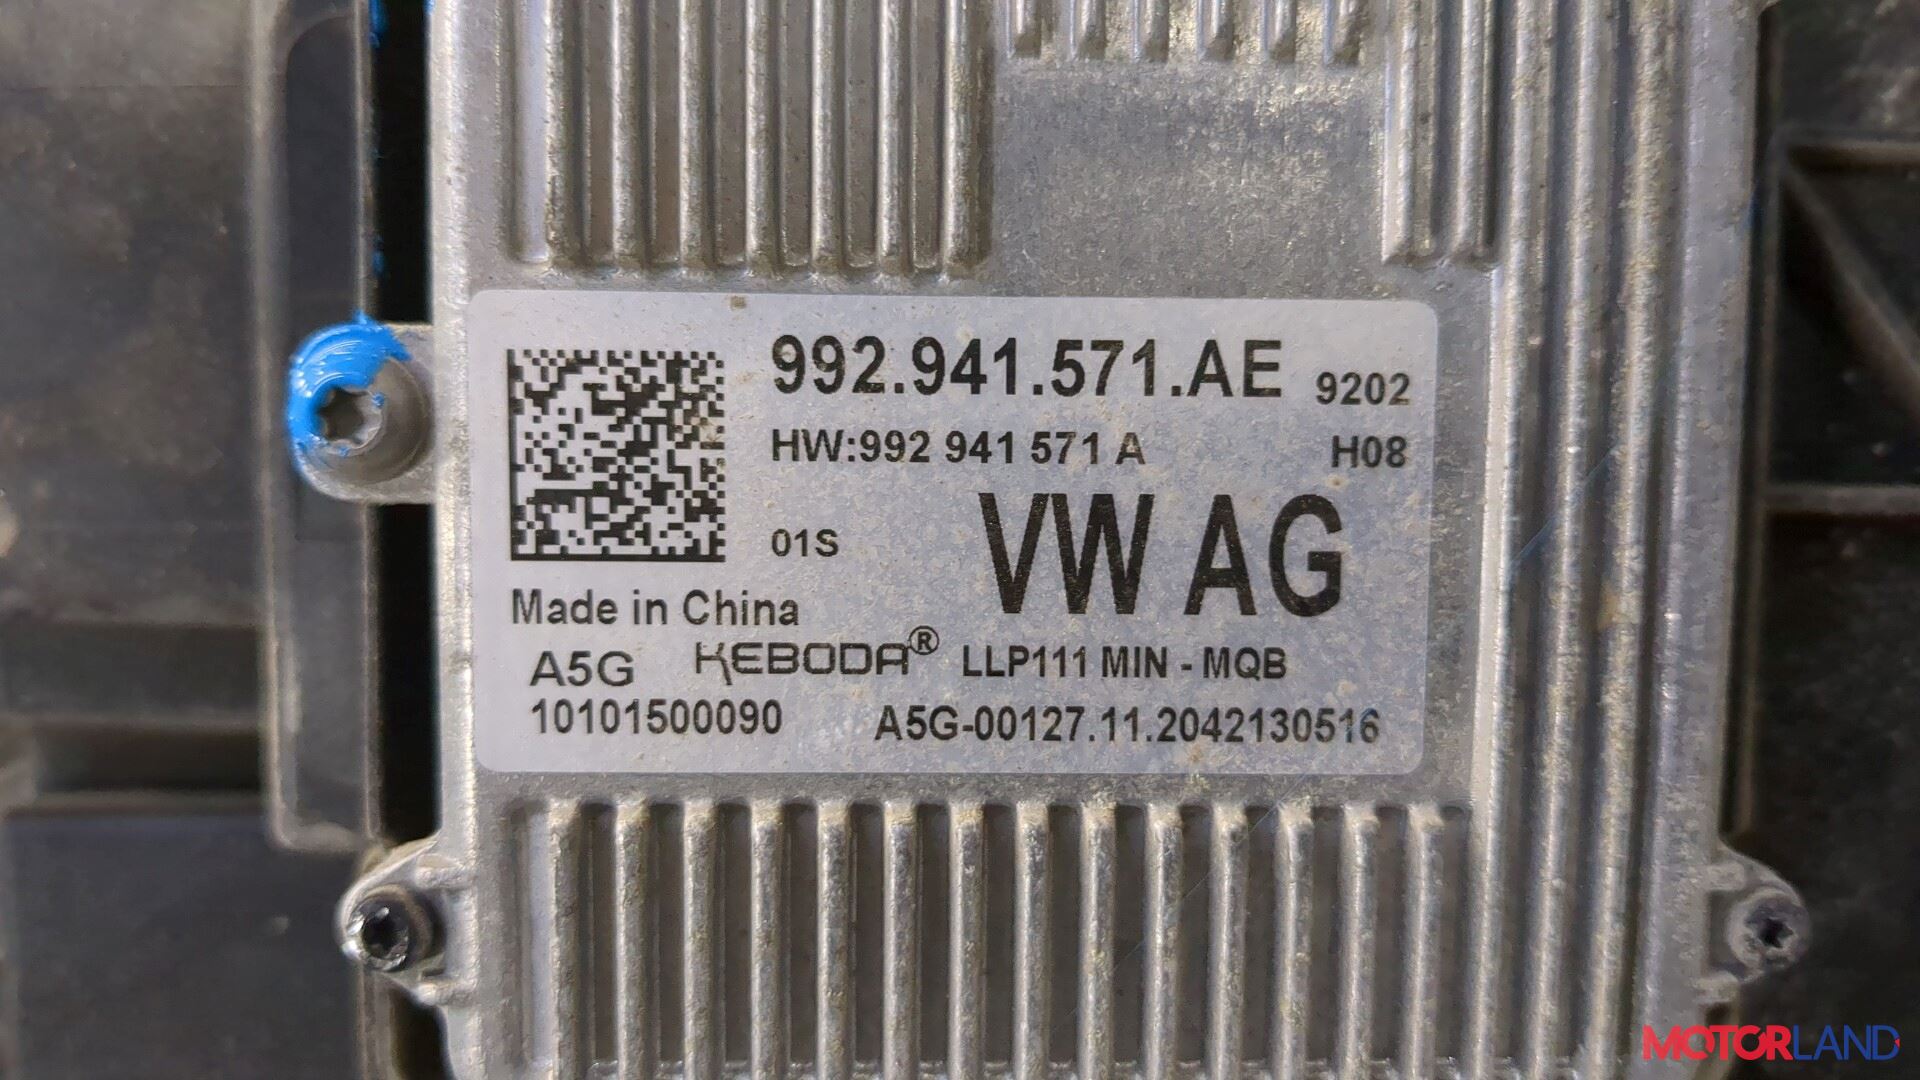 992.941.571.AE 9202
HW:992 941 571 A H08
01S VW AG
Made in China
A5G KEBODA® LLP111 MIN - MQB
10101500090 A5G-00127.11.2042130516
MOTORLAND